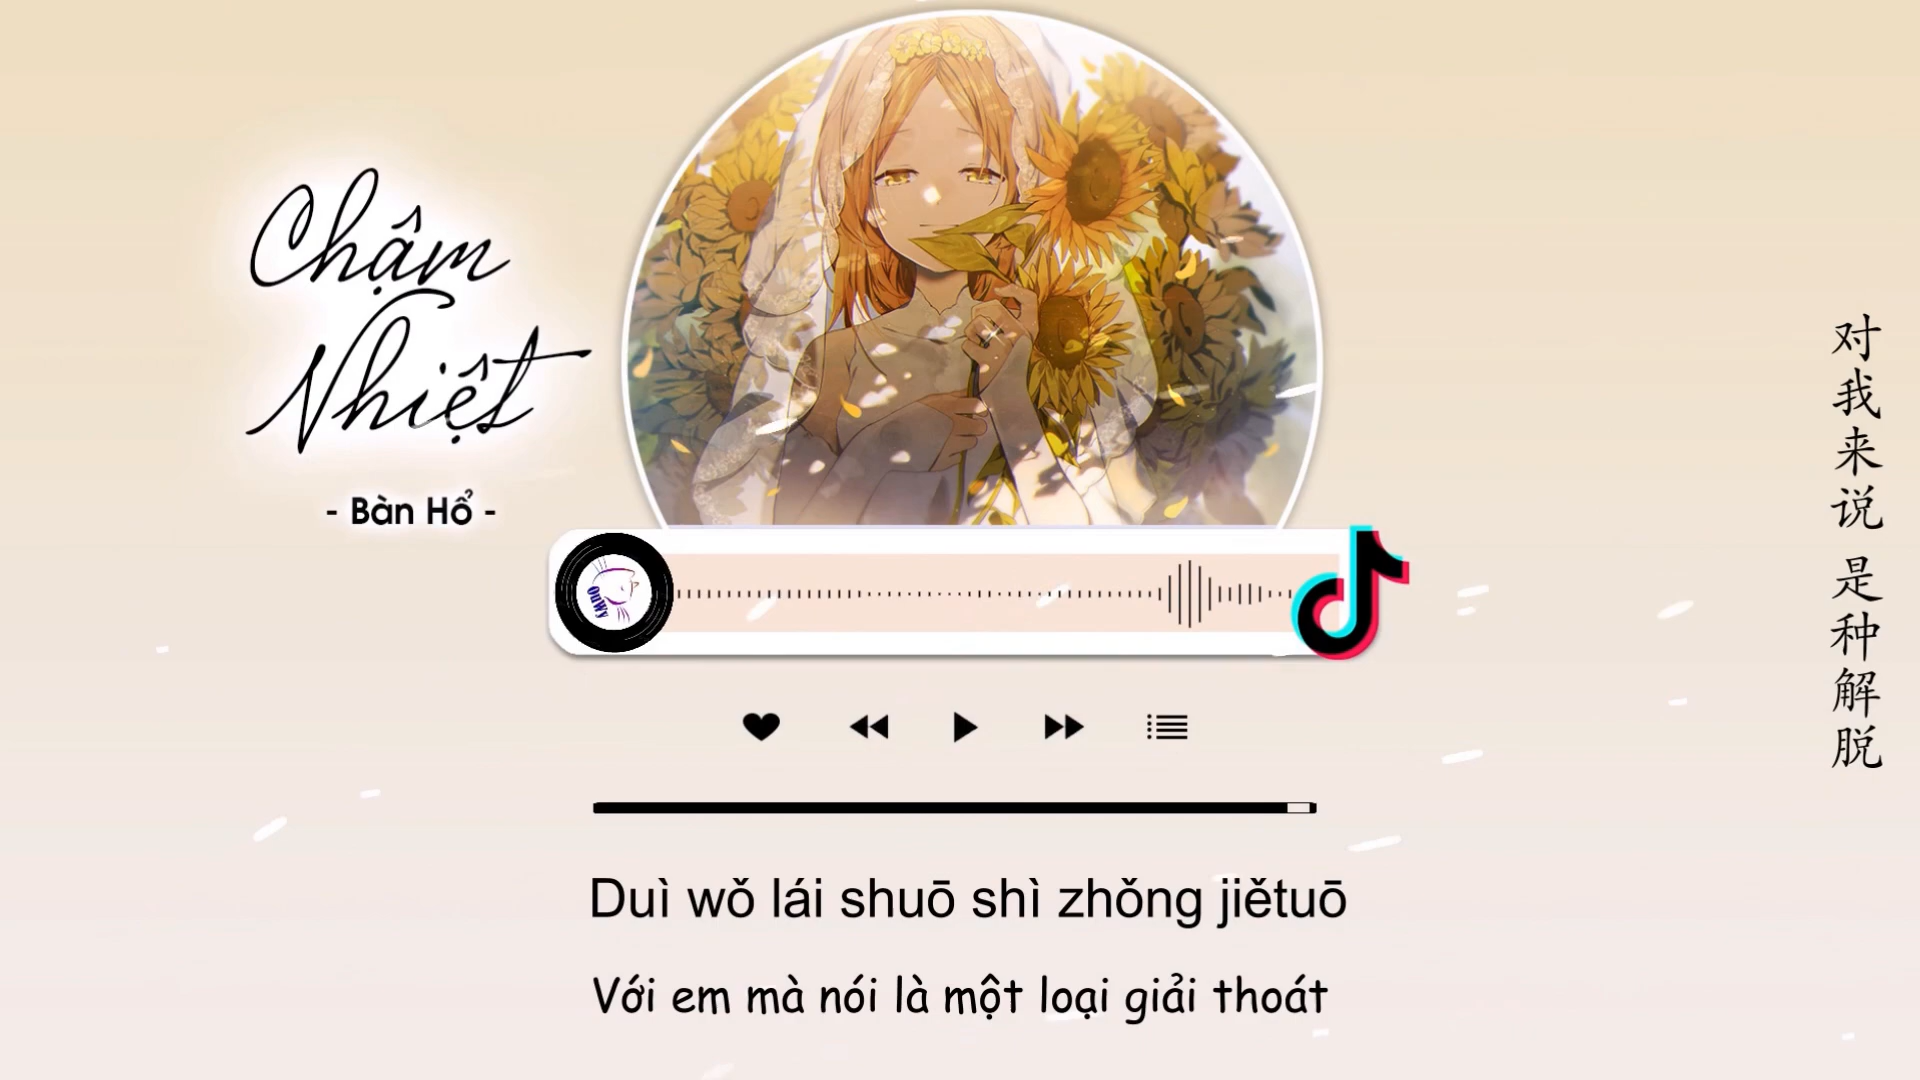 Chậm
Nhiệt
- Bàn Hổ -
OuWy
对我来说 是种解脱
Duì wǒ lái shuō shì zhǒng jiětuō
Với em mà nói là một loại giải thoát